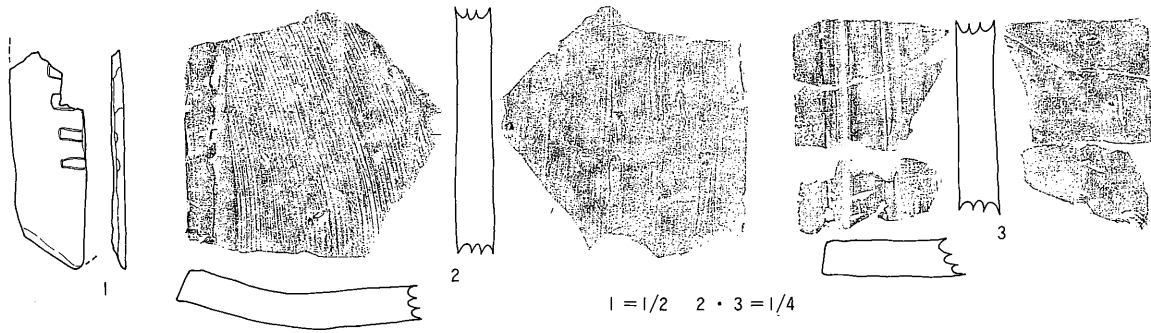 1
2
3
1 = 1/2 2 · 3 = 1/4